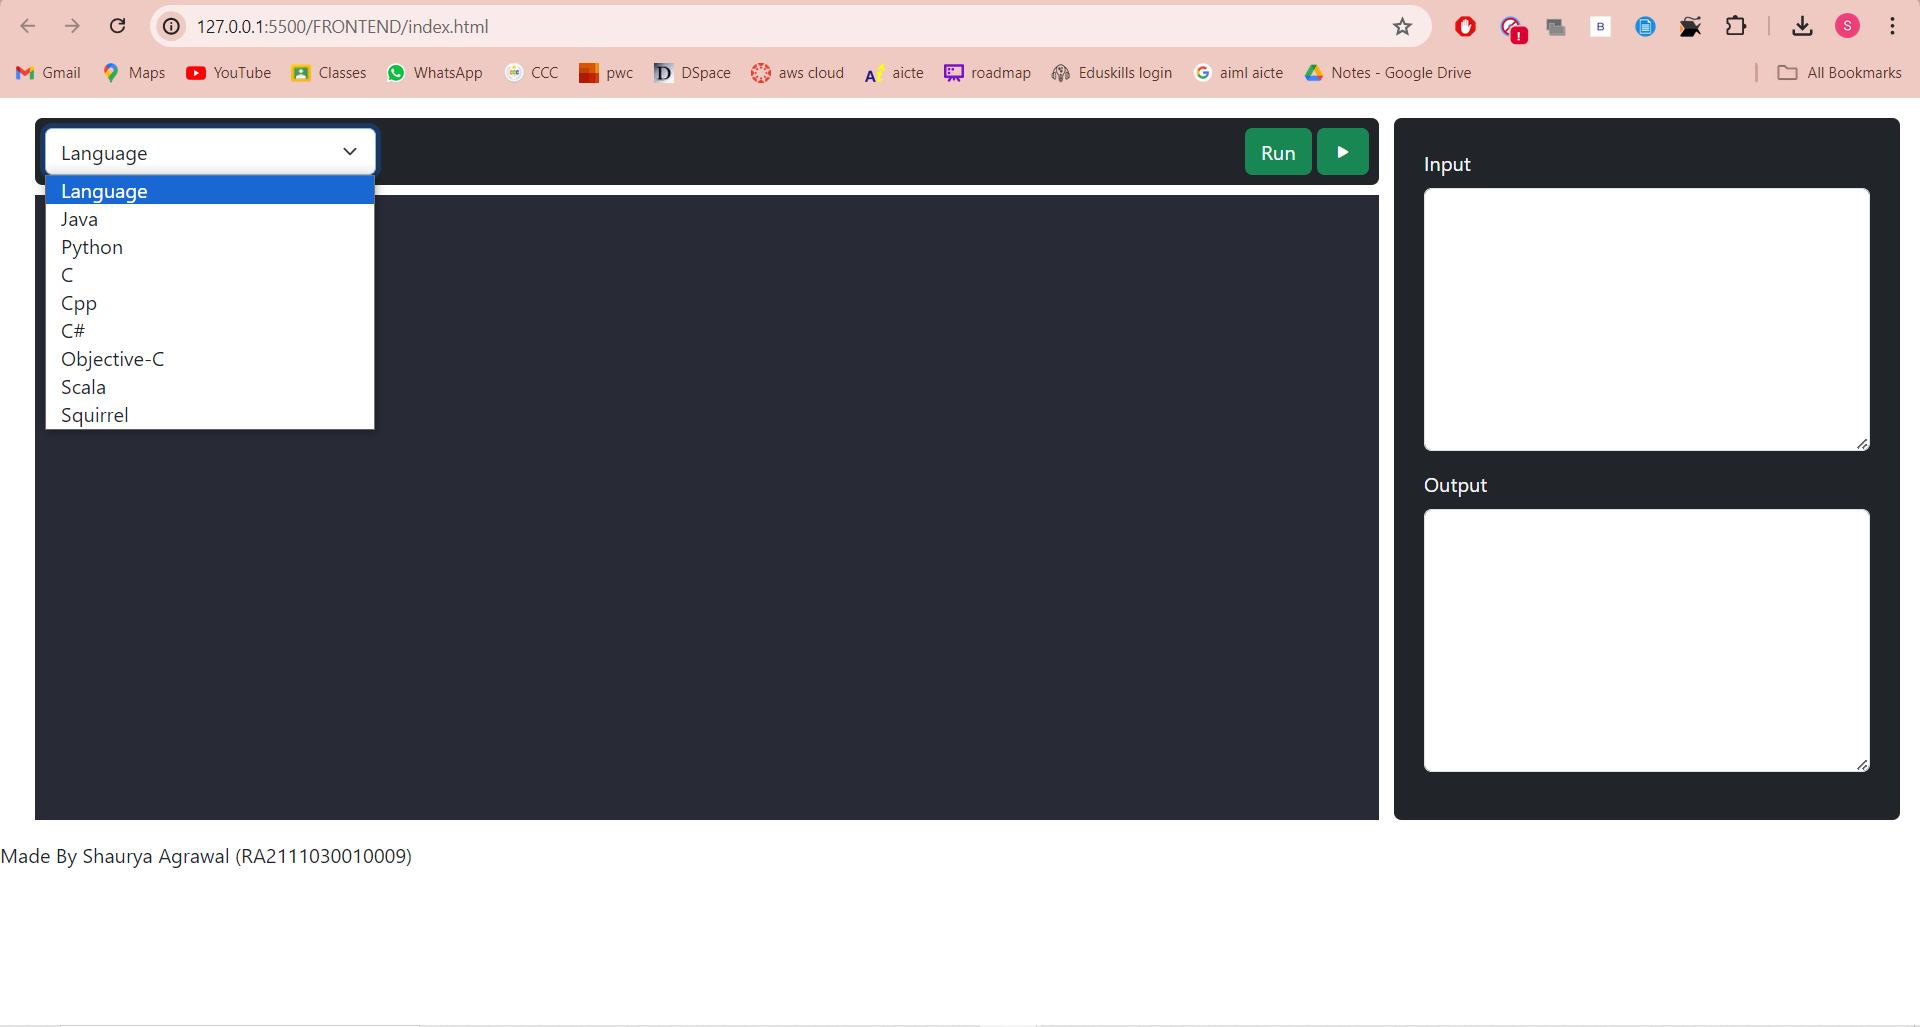 127.0.0.1:5500/FRONTEND/index.html
S
Gmail Maps YouTube Classes WhatsApp CCC pwc DSpace aws cloud aicte roadmap Eduskills login aiml aicte Notes - Google Drive All Bookmarks
Language
Run
Language
Java
Python
C
Cpp
C#
Objective-C
Scala
Squirrel
Input
Output
Made By Shaurya Agrawal (RA2111030010009)